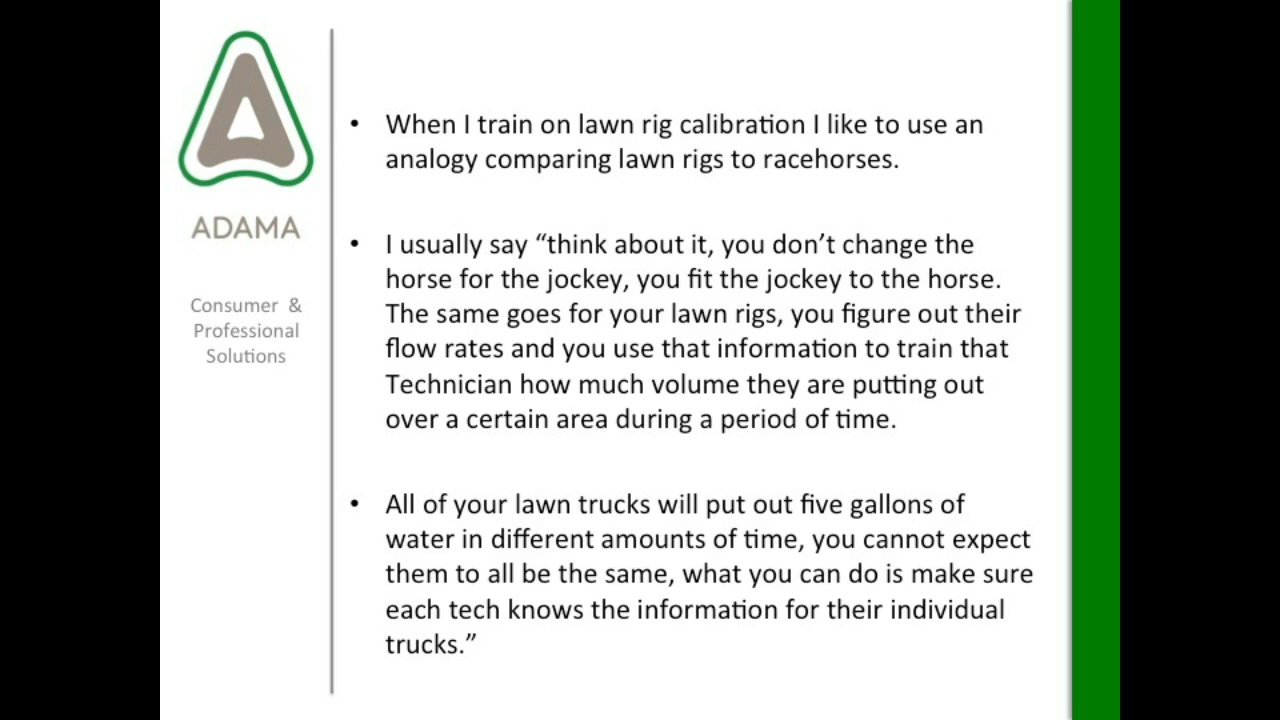 ADAMA
Consumer &
Professional
Solutions
• When I train on lawn rig calibration I like to use an
analogy comparing lawn rigs to racehorses.
• I usually say “think about it, you don’t change the
horse for the jockey, you fit the jockey to the horse.
The same goes for your lawn rigs, you figure out their
flow rates and you use that information to train that
Technician how much volume they are putting out
over a certain area during a period of time.
• All of your lawn trucks will put out five gallons of
water in different amounts of time, you cannot expect
them to all be the same, what you can do is make sure
each tech knows the information for their individual
trucks.”